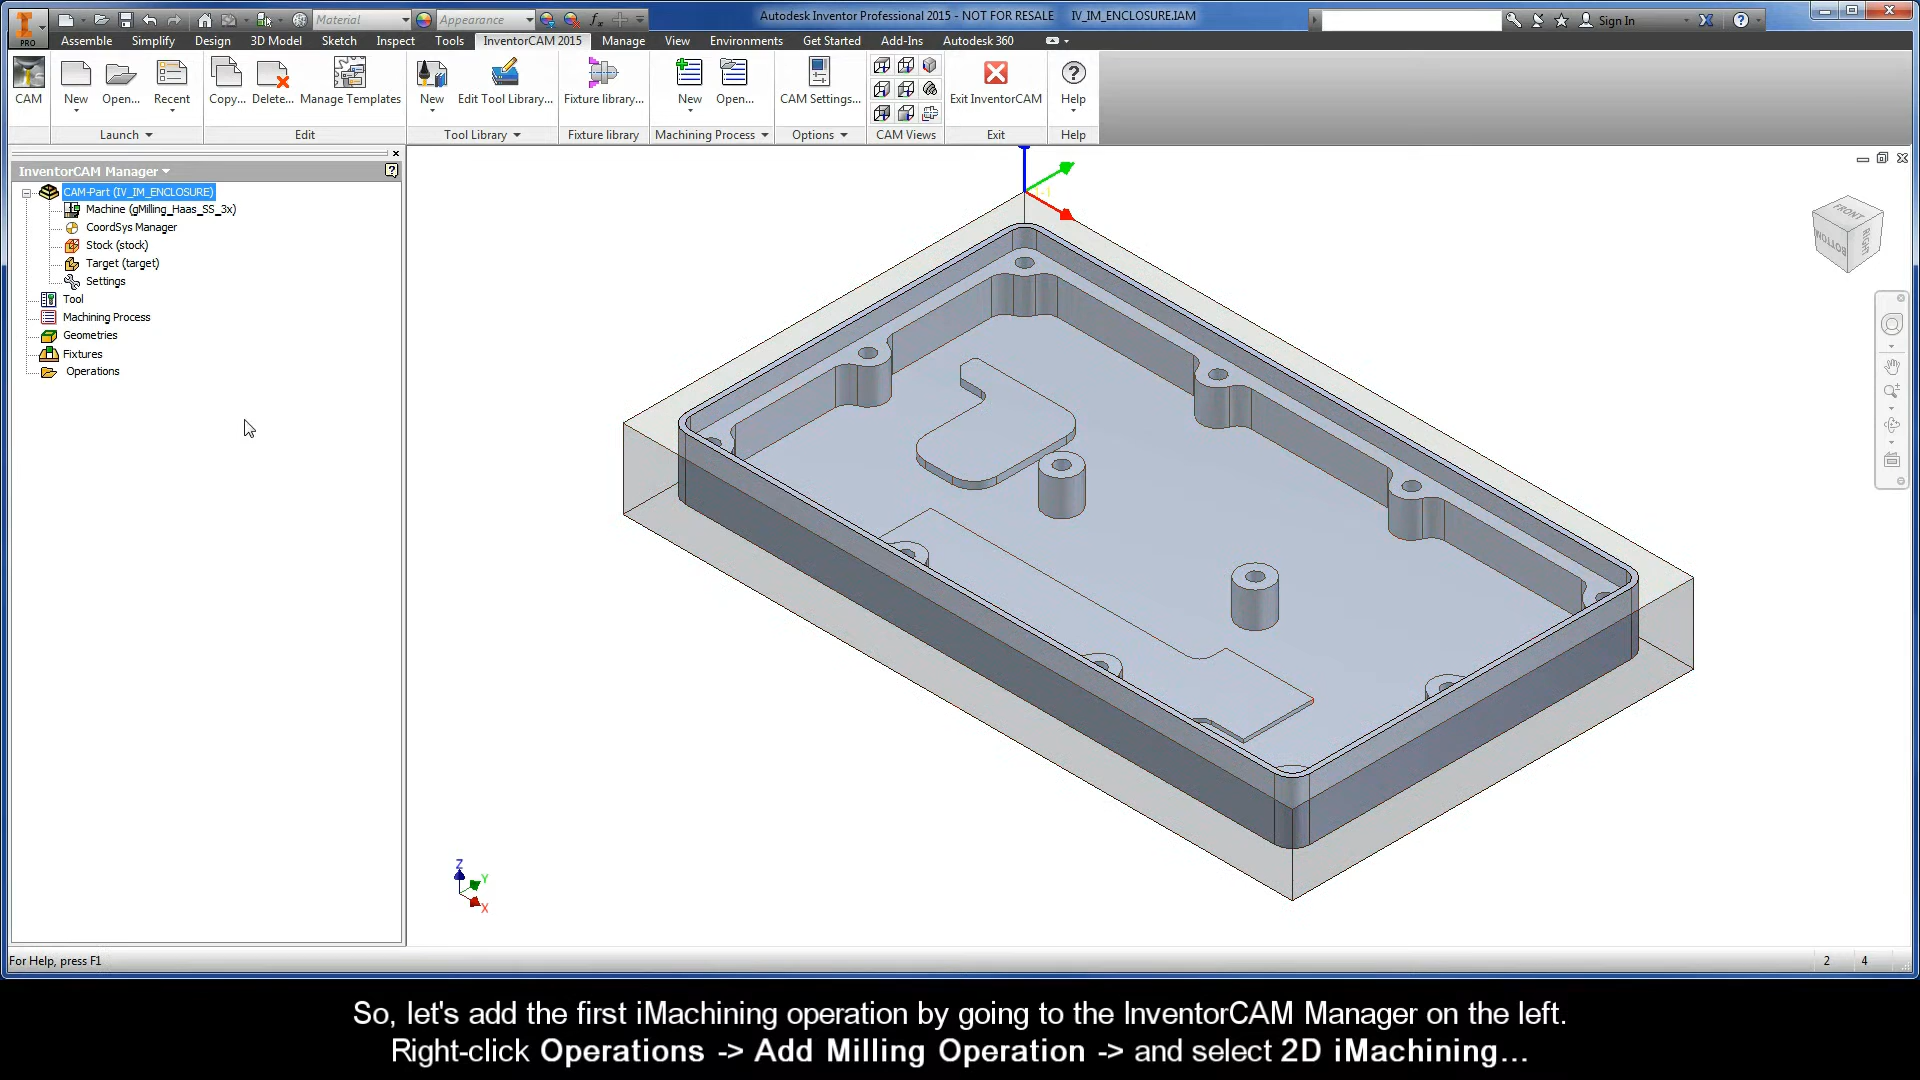 Material
Appearance
Autodesk Inventor Professional 2015 - NOT FOR RESALE IV_IM_ENCLOSURE.IAM
Sign In
PRO
Assemble Simplify Design 3D Model Sketch Inspect Tools InventorCAM 2015 Manage View Environments Get Started Add-Ins Autodesk 360
CAM New Open... Recent Copy... Delete... Manage Templates New Edit Tool Library... Fixture library... New Open... CAM Settings... Exit InventorCAM Help
Launch Edit Tool Library Fixture library Machining Process Options CAM Views Exit Help
InventorCAM Manager
CAM-Part (IV_IM_ENCLOSURE)
Machine (gMilling_Haas_SS_3x)
CoordSys Manager
Stock (stock)
Target (target)
Settings
Tool
Machining Process
Geometries
Fixtures
Operations
FRONT
BOTTOM
RIGHT
Z
Y
X
For Help, press F1
2 4
So, let's add the first iMachining operation by going to the InventorCAM Manager on the left.
Right-click Operations -> Add Milling Operation -> and select 2D iMachining...